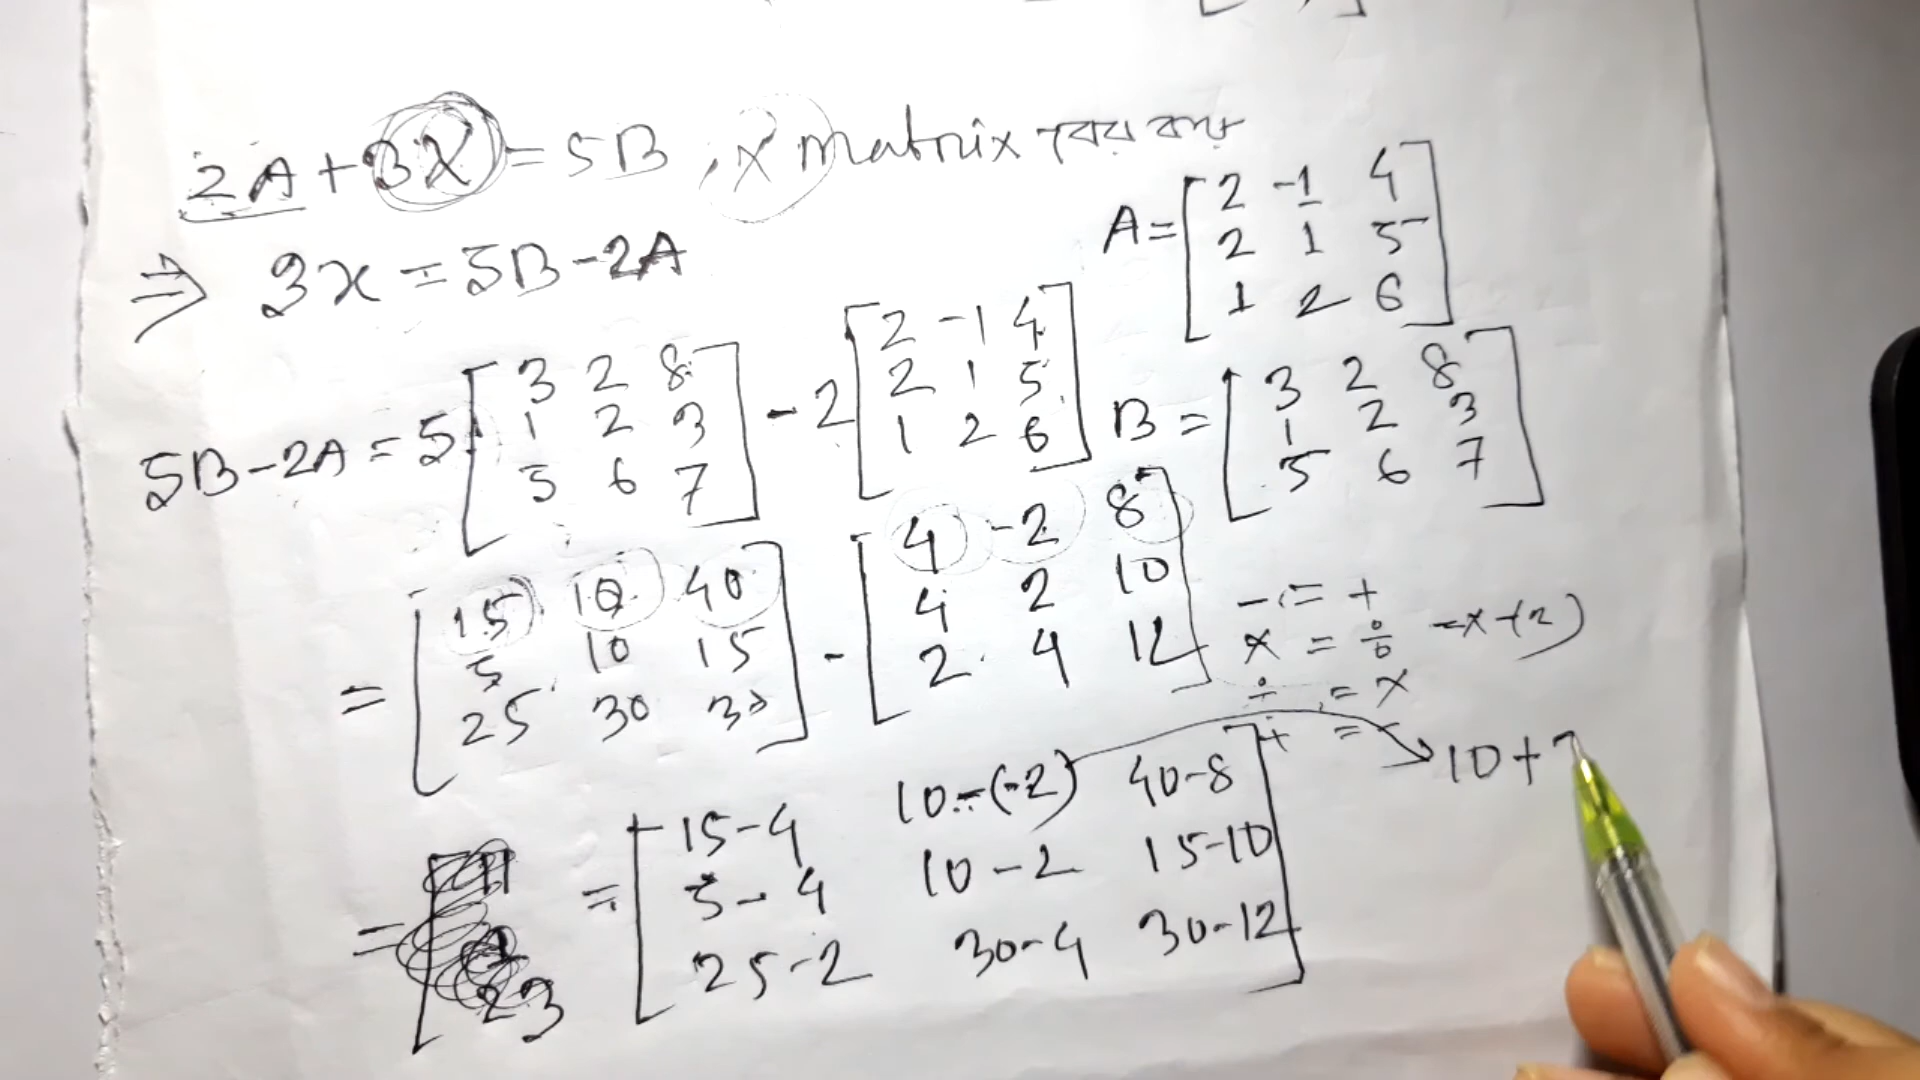 2A + 3X = 5B , X matrix বের কর
A = [ 2 -1 4
2 1 5
1 2 6 ]
⇒ 3x = 5B - 2A
B = [ 3 2 8
1 2 3
5 6 7 ]
5B - 2A = 5 [ 3 2 8 ] - 2 [ 2 -1 4 ]
1 2 3 2 1 5
5 6 7 1 2 6
= [ 15 10 40 ] - [ 4 -2 8 ]
5 10 15 4 2 10
25 30 30 2 4 12
- = +
× = ÷ -x-(2)
÷ = ×
+ = -
= [ 15-4 10-(-2) 40-8 ] 10+
5-4 10-2 15-10
25-2 30-4 30-12
= [ 11
23